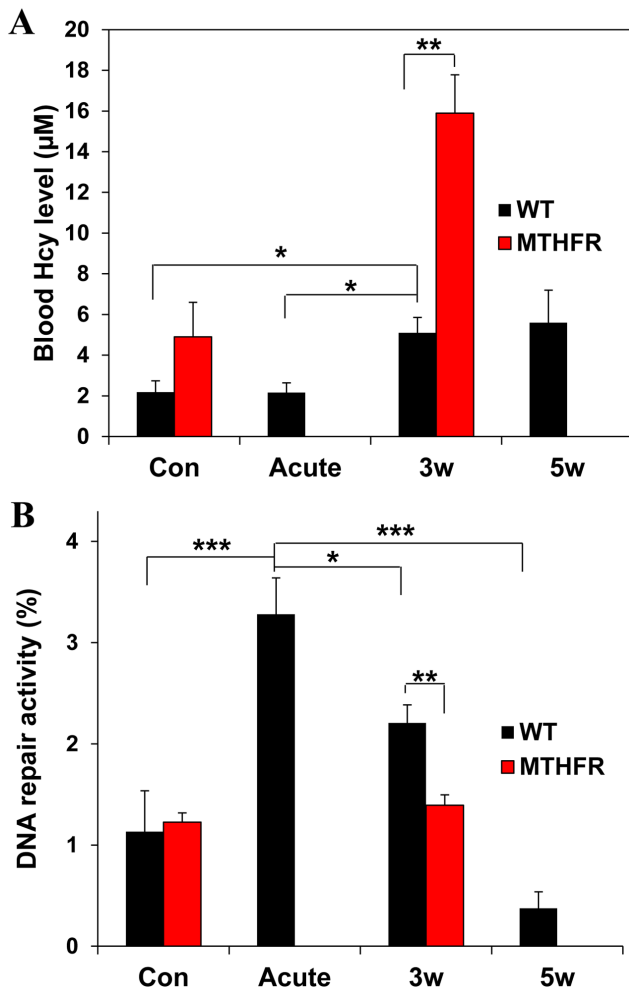 A
Blood Hcy level (µM)
20
18
16
14
12
10
8
6
4
2
0
**
*
*
WT
MTHFR
Con Acute 3w 5w
B
DNA repair activity (%)
4
3
2
1
0
***
***
*
**
WT
MTHFR
Con Acute 3w 5w